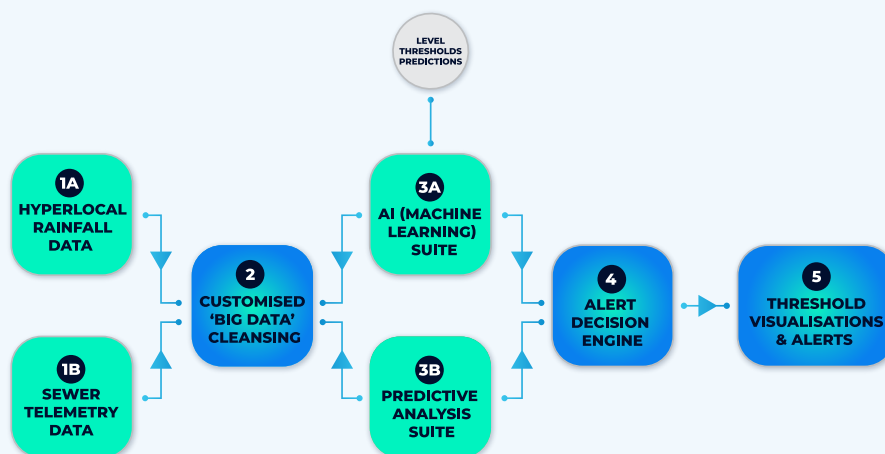 LEVEL
THRESHOLDS
PREDICTIONS
1A
HYPERLOCAL
RAINFALL
DATA
1B
SEWER
TELEMETRY
DATA
2
CUSTOMISED
‘BIG DATA’
CLEANSING
3A
AI (MACHINE
LEARNING)
SUITE
3B
PREDICTIVE
ANALYSIS
SUITE
4
ALERT
DECISION
ENGINE
5
THRESHOLD
VISUALISATIONS
& ALERTS